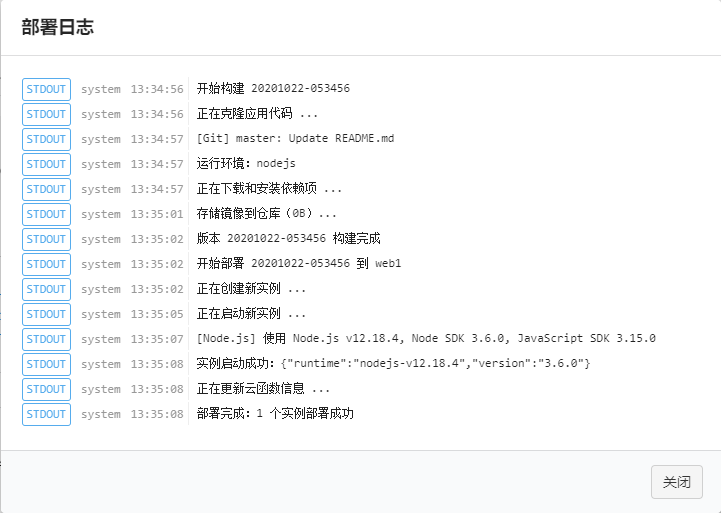 部署日志
STDOUT system 13:34:56 开始构建 20201022-053456
STDOUT system 13:34:56 正在克隆应用代码 ...
STDOUT system 13:34:57 [Git] master: Update README.md
STDOUT system 13:34:57 运行环境: nodejs
STDOUT system 13:34:57 正在下载和安装依赖项 ...
STDOUT system 13:35:01 存储镜像到仓库（0B）...
STDOUT system 13:35:02 版本 20201022-053456 构建完成
STDOUT system 13:35:02 开始部署 20201022-053456 到 web1
STDOUT system 13:35:02 正在创建新实例 ...
STDOUT system 13:35:05 正在启动新实例 ...
STDOUT system 13:35:07 [Node.js] 使用 Node.js v12.18.4, Node SDK 3.6.0, JavaScript SDK 3.15.0
STDOUT system 13:35:08 实例启动成功：{"runtime":"nodejs-v12.18.4","version":"3.6.0"}
STDOUT system 13:35:08 正在更新云函数信息 ...
STDOUT system 13:35:08 部署完成：1 个实例部署成功
关闭